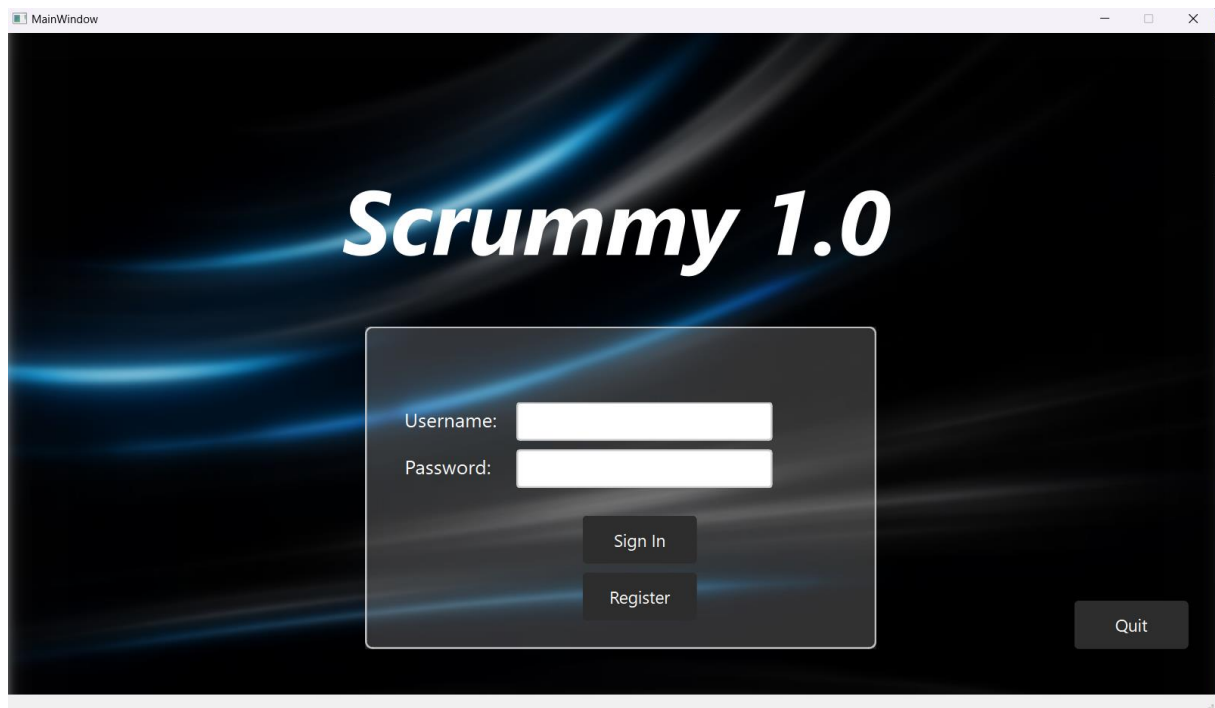 MainWindow
Scrummy 1.0
Username:
Password:
Sign In
Register
Quit